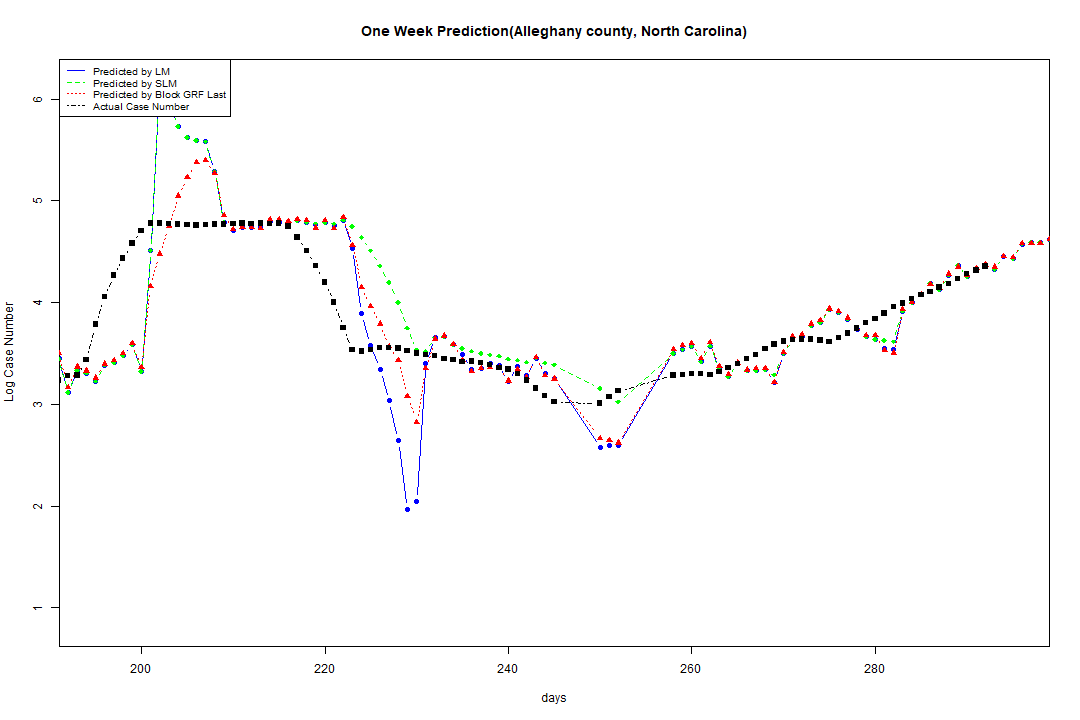 One Week Prediction(Alleghany county, North Carolina)
Predicted by LM
Predicted by SLM
Predicted by Block GRF Last
Actual Case Number
6
5
4
3
2
1
Log Case Number
200 220 240 260 280
days